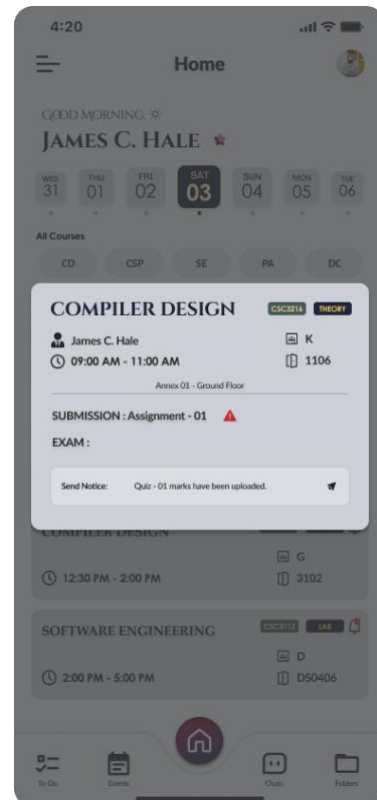 4:20
Home
GOOD MORNING,
JAMES C. HALE
WED THU FRI SAT SUN MON TUE
31 01 02 03 04 05 06
All Courses
CD CSP SE PA DC
COMPILER DESIGN CSC3216 THEORY
James C. Hale K
09:00 AM - 11:00 AM 1106
Annex 01 - Ground Floor
SUBMISSION : Assignment - 01
EXAM :
Send Notice: Quiz - 01 marks have been uploaded.
COMPILER DESIGN
G
12:30 PM - 2:00 PM 3102
SOFTWARE ENGINEERING CSC3112 LAB
D
2:00 PM - 5:00 PM DS0406
To-Do Events Chats Folders